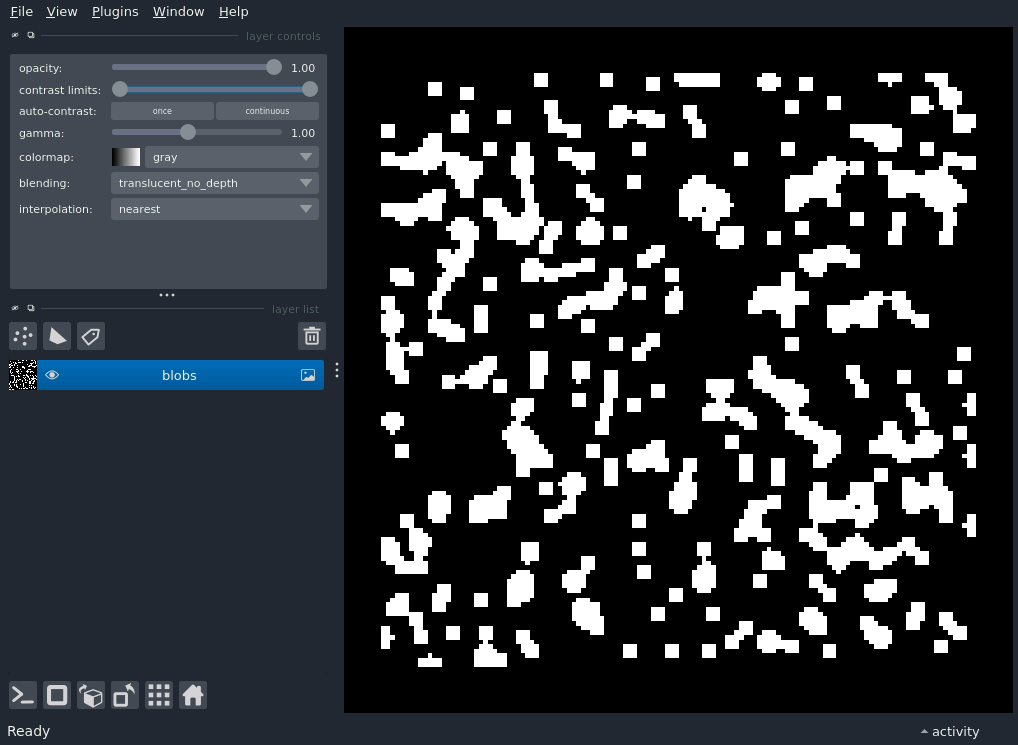 File View Plugins Window Help
layer controls
opacity: 1.00
contrast limits:
auto-contrast: once continuous
gamma: 1.00
colormap: gray
blending: translucent_no_depth
interpolation: nearest
layer list
blobs
Ready activity